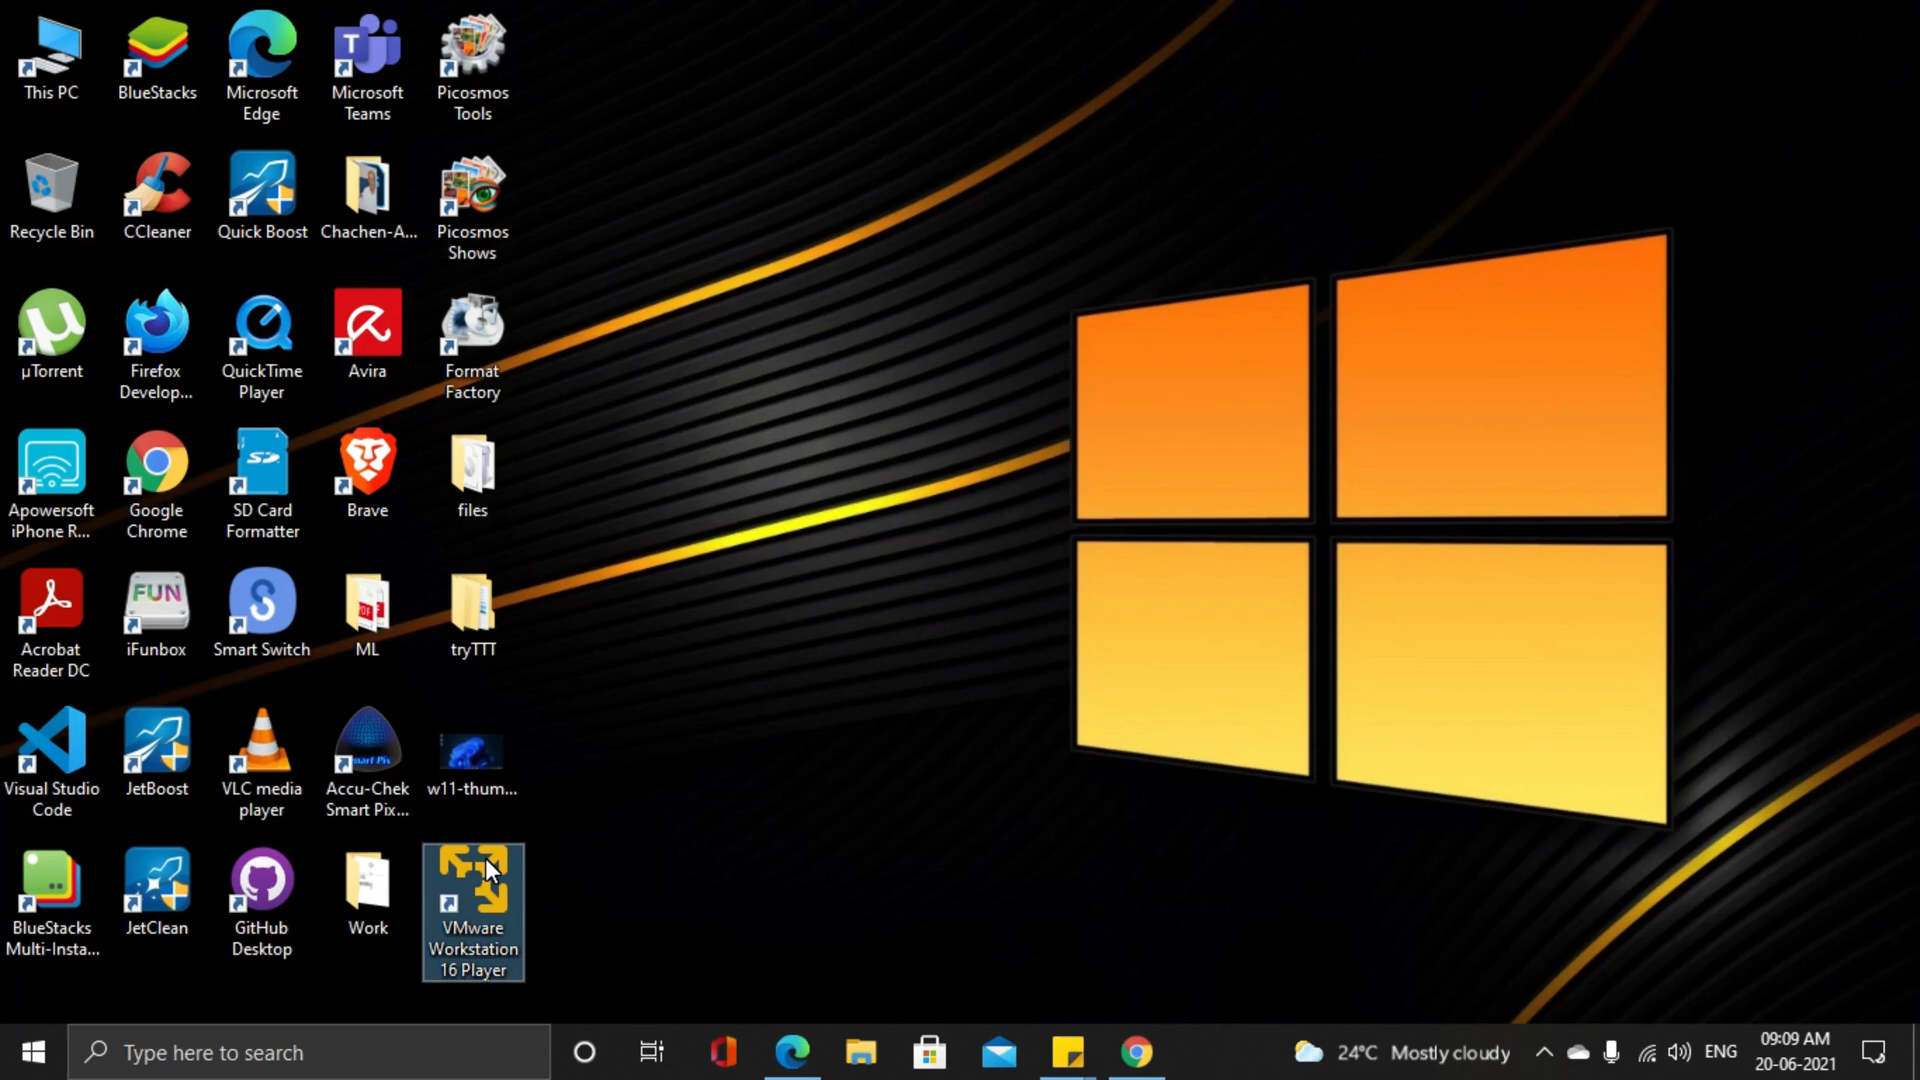 This PC
BlueStacks
Microsoft
Edge
Microsoft
Teams
Picosmos
Tools
Recycle Bin
CCleaner
Quick Boost
Chachen-A...
Picosmos
Shows
µTorrent
Firefox
Develop...
QuickTime
Player
Avira
Format
Factory
Apowersoft
iPhone R...
Google
Chrome
SD Card
Formatter
Brave
files
Acrobat
Reader DC
FUN
iFunbox
Smart Switch
PDF
ML
tryTTT
Visual Studio
Code
JetBoost
VLC media
player
Accu-Chek
Smart Pix...
w11-thum...
BlueStacks
Multi-Insta...
JetClean
GitHub
Desktop
Work
VMware
Workstation
16 Player
Type here to search
24°C Mostly cloudy
ENG
09:09 AM
20-06-2021